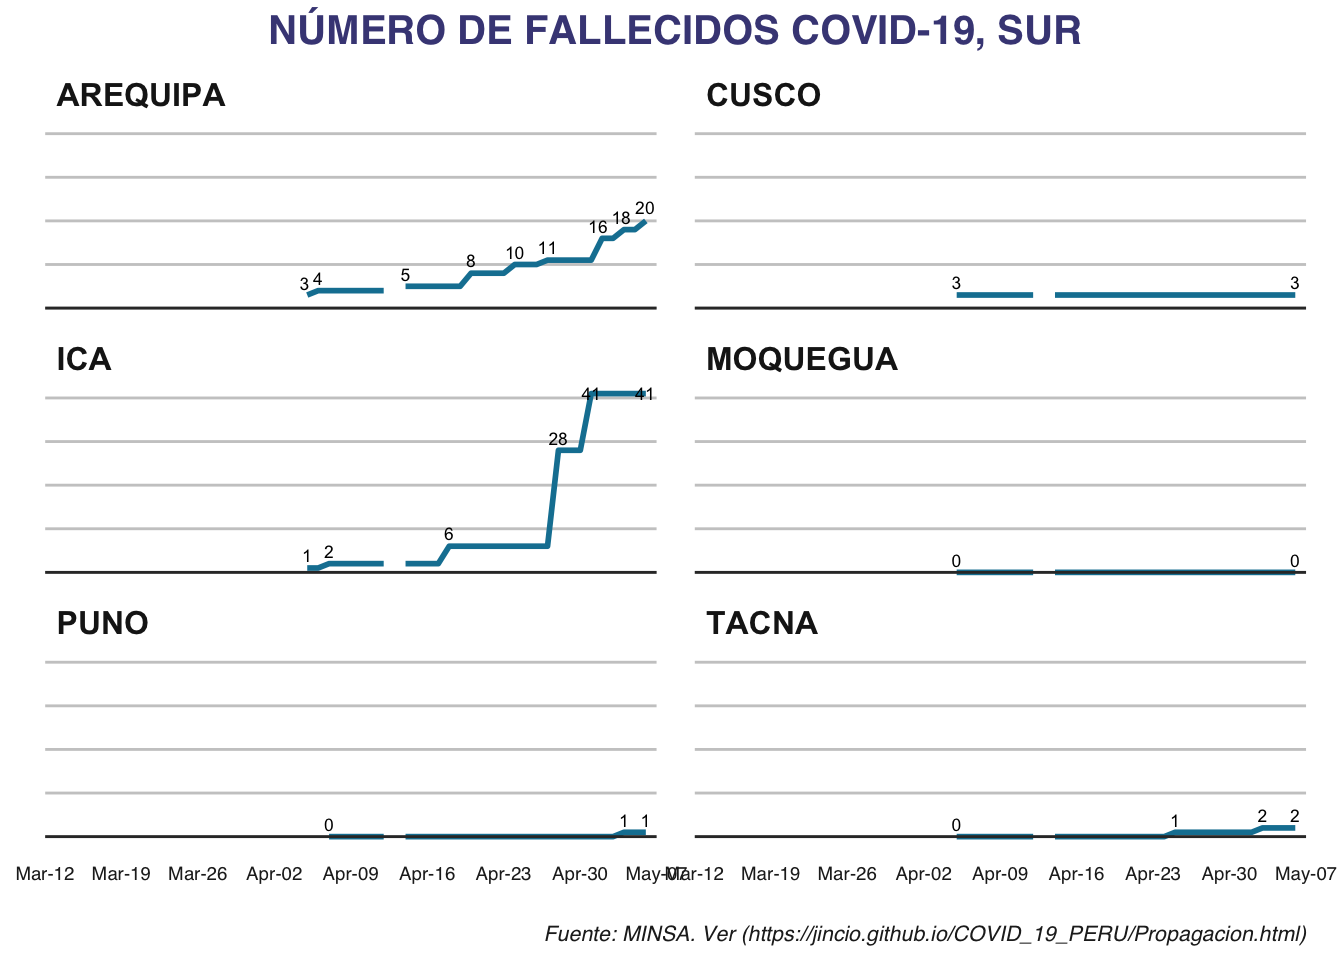 NÚMERO DE FALLECIDOS COVID-19, SUR
AREQUIPA
3 4 5 8 10 11 16 18 20
CUSCO
3 3
ICA
1 2 6 28 41 41
MOQUEGUA
0 0
PUNO
0 1 1
TACNA
0 1 2 2
Mar-12 Mar-19 Mar-26 Apr-02 Apr-09 Apr-16 Apr-23 Apr-30 May-07
Mar-12 Mar-19 Mar-26 Apr-02 Apr-09 Apr-16 Apr-23 Apr-30 May-07
Fuente: MINSA. Ver (https://jincio.github.io/COVID_19_PERU/Propagacion.html)